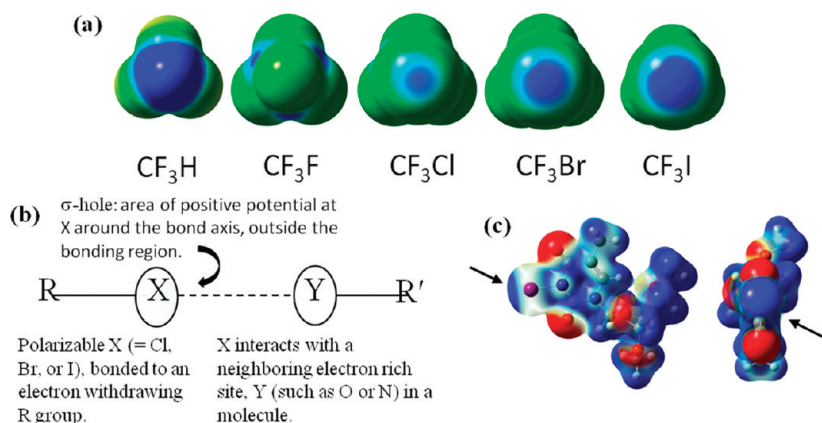 (a)
CF₃H CF₃F CF₃Cl CF₃Br CF₃I
(b)
σ-hole: area of positive potential at
X around the bond axis, outside the
bonding region.
R X Y R′
Polarizable X (= Cl,
Br, or I), bonded to an
electron withdrawing
R group.
X interacts with a
neighboring electron rich
site, Y (such as O or N) in a
molecule.
(c)